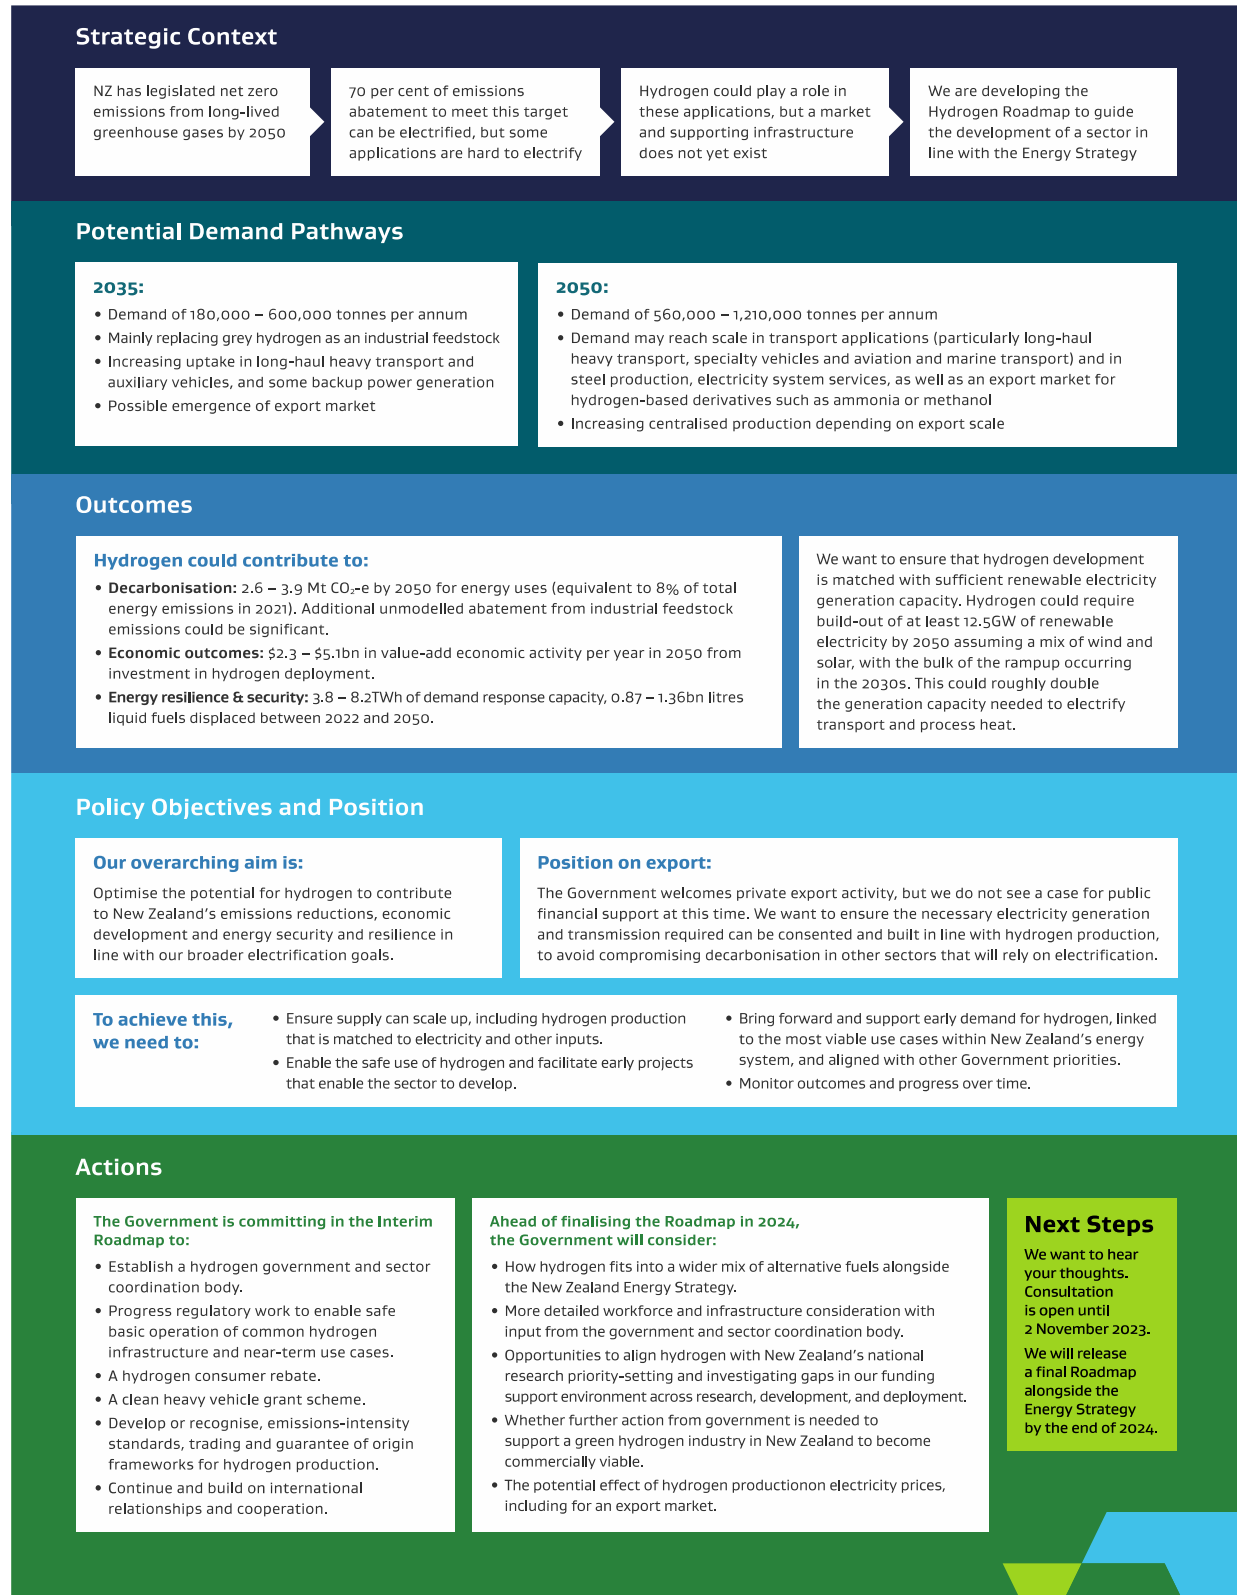 Strategic Context
NZ has legislated net zero
emissions from long-lived
greenhouse gases by 2050
70 per cent of emissions
abatement to meet this target
can be electrified, but some
applications are hard to electrify
Hydrogen could play a role in
these applications, but a market
and supporting infrastructure
does not yet exist
We are developing the
Hydrogen Roadmap to guide
the development of a sector in
line with the Energy Strategy
Potential Demand Pathways
2035:
• Demand of 180,000 – 600,000 tonnes per annum
• Mainly replacing grey hydrogen as an industrial feedstock
• Increasing uptake in long-haul heavy transport and
auxiliary vehicles, and some backup power generation
• Possible emergence of export market
2050:
• Demand of 560,000 – 1,210,000 tonnes per annum
• Demand may reach scale in transport applications (particularly long-haul
heavy transport, specialty vehicles and aviation and marine transport) and in
steel production, electricity system services, as well as an export market for
hydrogen-based derivatives such as ammonia or methanol
• Increasing centralised production depending on export scale
Outcomes
Hydrogen could contribute to:
• Decarbonisation: 2.6 – 3.9 Mt CO₂-e by 2050 for energy uses (equivalent to 8% of total
energy emissions in 2021). Additional unmodelled abatement from industrial feedstock
emissions could be significant.
• Economic outcomes: $2.3 – $5.1bn in value-add economic activity per year in 2050 from
investment in hydrogen deployment.
• Energy resilience & security: 3.8 – 8.2TWh of demand response capacity, 0.87 – 1.36bn litres
liquid fuels displaced between 2022 and 2050.
We want to ensure that hydrogen development
is matched with sufficient renewable electricity
generation capacity. Hydrogen could require
build-out of at least 12.5GW of renewable
electricity by 2050 assuming a mix of wind and
solar, with the bulk of the rampup occurring
in the 2030s. This could roughly double
the generation capacity needed to electrify
transport and process heat.
Policy Objectives and Position
Our overarching aim is:
Optimise the potential for hydrogen to contribute
to New Zealand's emissions reductions, economic
development and energy security and resilience in
line with our broader electrification goals.
Position on export:
The Government welcomes private export activity, but we do not see a case for public
financial support at this time. We want to ensure the necessary electricity generation
and transmission required can be consented and built in line with hydrogen production,
to avoid compromising decarbonisation in other sectors that will rely on electrification.
To achieve this,
we need to:
• Ensure supply can scale up, including hydrogen production
that is matched to electricity and other inputs.
• Enable the safe use of hydrogen and facilitate early projects
that enable the sector to develop.
• Bring forward and support early demand for hydrogen, linked
to the most viable use cases within New Zealand's energy
system, and aligned with other Government priorities.
• Monitor outcomes and progress over time.
Actions
The Government is committing in the Interim
Roadmap to:
• Establish a hydrogen government and sector
coordination body.
• Progress regulatory work to enable safe
basic operation of common hydrogen
infrastructure and near-term use cases.
• A hydrogen consumer rebate.
• A clean heavy vehicle grant scheme.
• Develop or recognise, emissions-intensity
standards, trading and guarantee of origin
frameworks for hydrogen production.
• Continue and build on international
relationships and cooperation.
Ahead of finalising the Roadmap in 2024,
the Government will consider:
• How hydrogen fits into a wider mix of alternative fuels alongside
the New Zealand Energy Strategy.
• More detailed workforce and infrastructure consideration with
input from the government and sector coordination body.
• Opportunities to align hydrogen with New Zealand's national
research priority-setting and investigating gaps in our funding
support environment across research, development, and deployment.
• Whether further action from government is needed to
support a green hydrogen industry in New Zealand to become
commercially viable.
• The potential effect of hydrogen productionon electricity prices,
including for an export market.
Next Steps
We want to hear
your thoughts.
Consultation
is open until
2 November 2023.
We will release
a final Roadmap
alongside the
Energy Strategy
by the end of 2024.